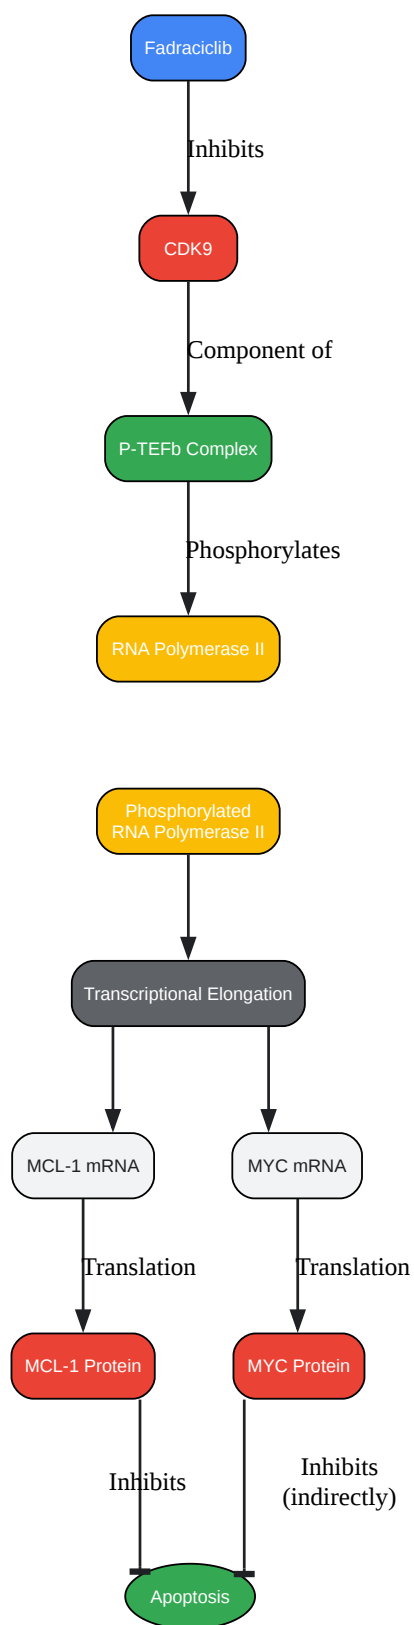 Fadraciclib
Inhibits
CDK9
Component of
P-TEFb Complex
Phosphorylates
RNA Polymerase II
Phosphorylated
RNA Polymerase II
Transcriptional Elongation
MCL-1 mRNA
MYC mRNA
Translation
Translation
MCL-1 Protein
MYC Protein
Inhibits
Inhibits
(indirectly)
Apoptosis